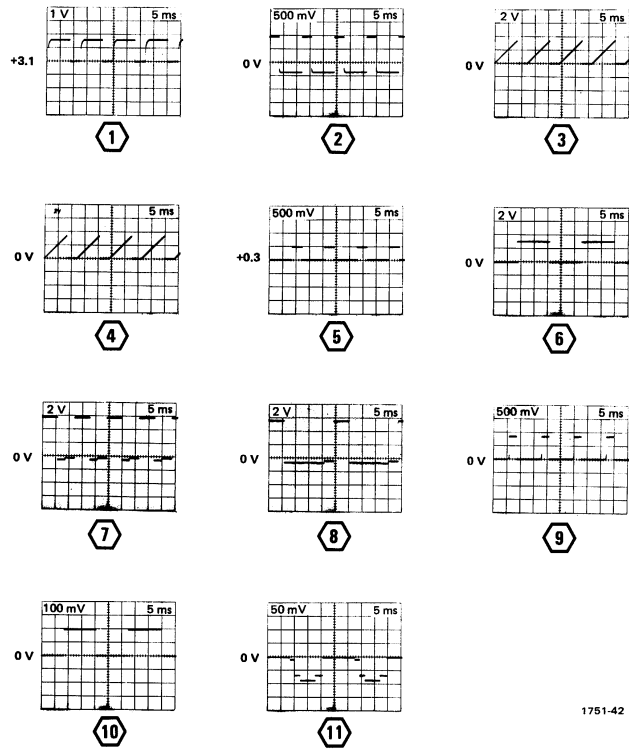 1 V 5 ms
+3.1
1
500 mV 5 ms
0 V
2
2 V 5 ms
0 V
3
5 ms
0 V
4
500 mV 5 ms
+0.3
5
2 V 5 ms
0 V
6
2 V 5 ms
0 V
7
2 V 5 ms
0 V
8
500 mV 5 ms
0 V
9
100 mV 5 ms
0 V
10
50 mV 5 ms
0 V
11
1751-42